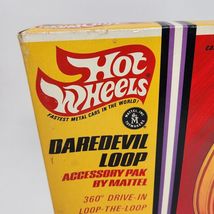 HOT
WHEELS
FASTEST METAL CARS IN THE WORLD!
DAREDEVIL
LOOP
ACCESSORY PAK
BY MATTEL
360° DRIVE-IN
LOOP-THE-LOOP